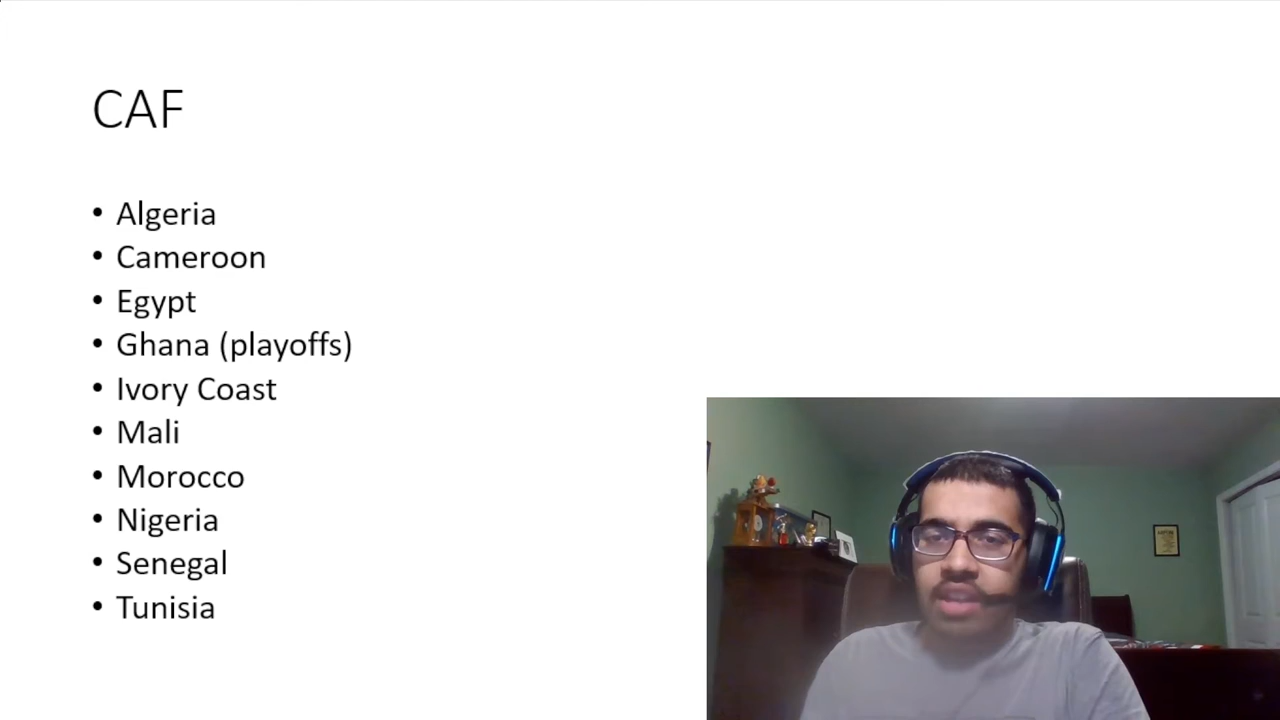 CAF
• Algeria
• Cameroon
• Egypt
• Ghana (playoffs)
• Ivory Coast
• Mali
• Morocco
• Nigeria
• Senegal
• Tunisia